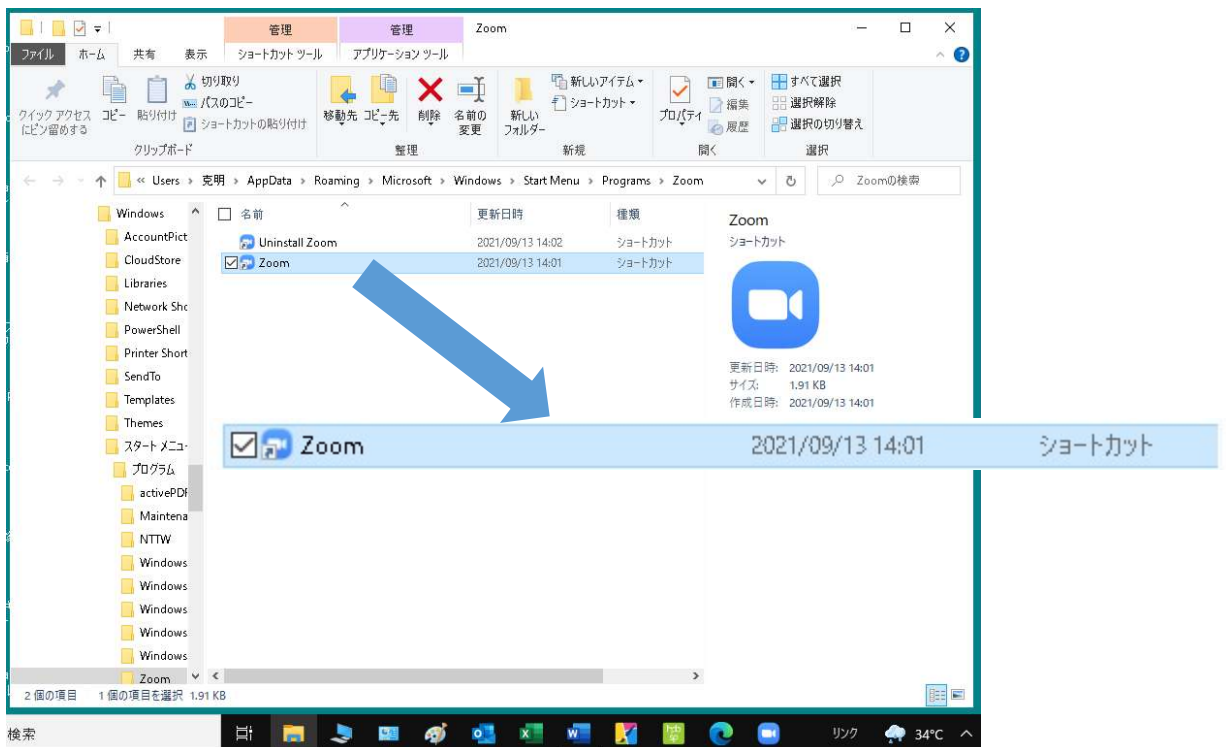 管理 管理 Zoom
ファイル ホーム 共有 表示 ショートカット ツール アプリケーション ツール
クイック アクセス
にピン留めする
コピー
貼り付け
切り取り
パスのコピー
ショートカットの貼り付け
クリップボード
移動先 コピー先 削除 名前の
変更
整理
新しい
フォルダー
新しいアイテム
ショートカット
新規
プロパティ
開く
編集
履歴
開く
すべて選択
選択解除
選択の切り替え
選択
« Users › 克明 › AppData › Roaming › Microsoft › Windows › Start Menu › Programs › Zoom
Zoomの検索
Windows
AccountPict
CloudStore
Libraries
Network Shc
PowerShell
Printer Short
SendTo
Templates
Themes
スタート メニュー
プログラム
activePDF
Maintena
NTTW
Windows
Windows
Windows
Windows
Windows
Zoom
名前 更新日時 種類
Uninstall Zoom 2021/09/13 14:02 ショートカット
Zoom 2021/09/13 14:01 ショートカット
Zoom
ショートカット
更新日時: 2021/09/13 14:01
サイズ: 1.91 KB
作成日時: 2021/09/13 14:01
Zoom 2021/09/13 14:01 ショートカット
2 個の項目 1 個の項目を選択 1.91 KB
検索
リンク 34°C